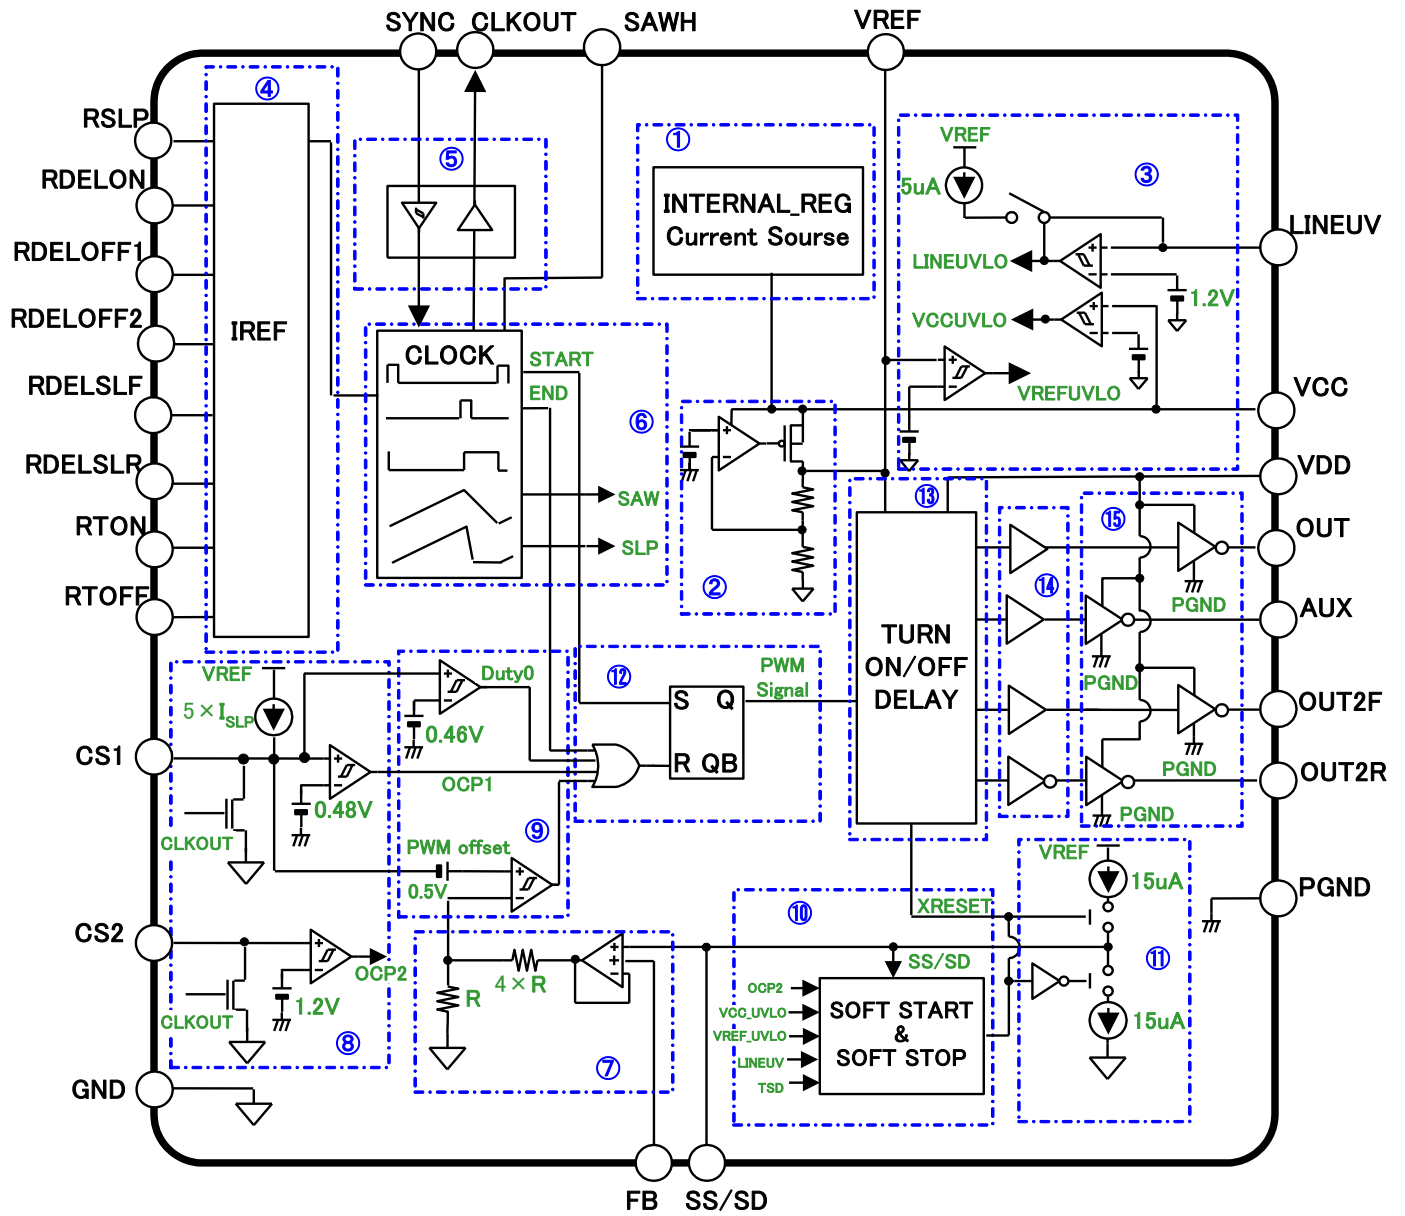 SYNC CLKOUT SAWH VREF
RSLP
RDELON
RDELOFF1
RDELOFF2
RDELSLF
RDELSLR
RTON
RTOFF
CS1
CS2
GND
④
IREF
⑤
①
INTERNAL_REG
Current Sourse
③
VREF
5uA
LINEUVLO
1.2V
VCCUVLO
VREFUVLO
LINEUV
VCC
VDD
OUT
AUX
OUT2F
OUT2R
PGND
CLOCK
START
END
⑥
SAW
SLP
②
⑬
TURN
ON/OFF
DELAY
⑭
⑮
PGND
PGND
PGND
PGND
VREF
5×I SLP
0.48V
CLKOUT
OCP2
1.2V
CLKOUT
⑧
Duty0
0.46V
OCP1
⑨
PWM offset
0.5V
⑫
PWM
Signal
S Q
R QB
R
4×R
⑦
⑩
XRESET
SS/SD
OCP2
VCC_UVLO
VREF_UVLO
LINEUV
TSD
SOFT START
&
SOFT STOP
VREF
15uA
⑪
15uA
FB SS/SD